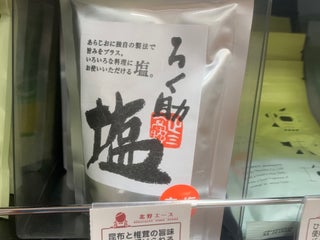 ろく助
塩
あらじおに独自の製法で
旨みをプラス。
いろいろな料理に
お使いいただける塩。
北野エース
昆布と椎茸の旨味